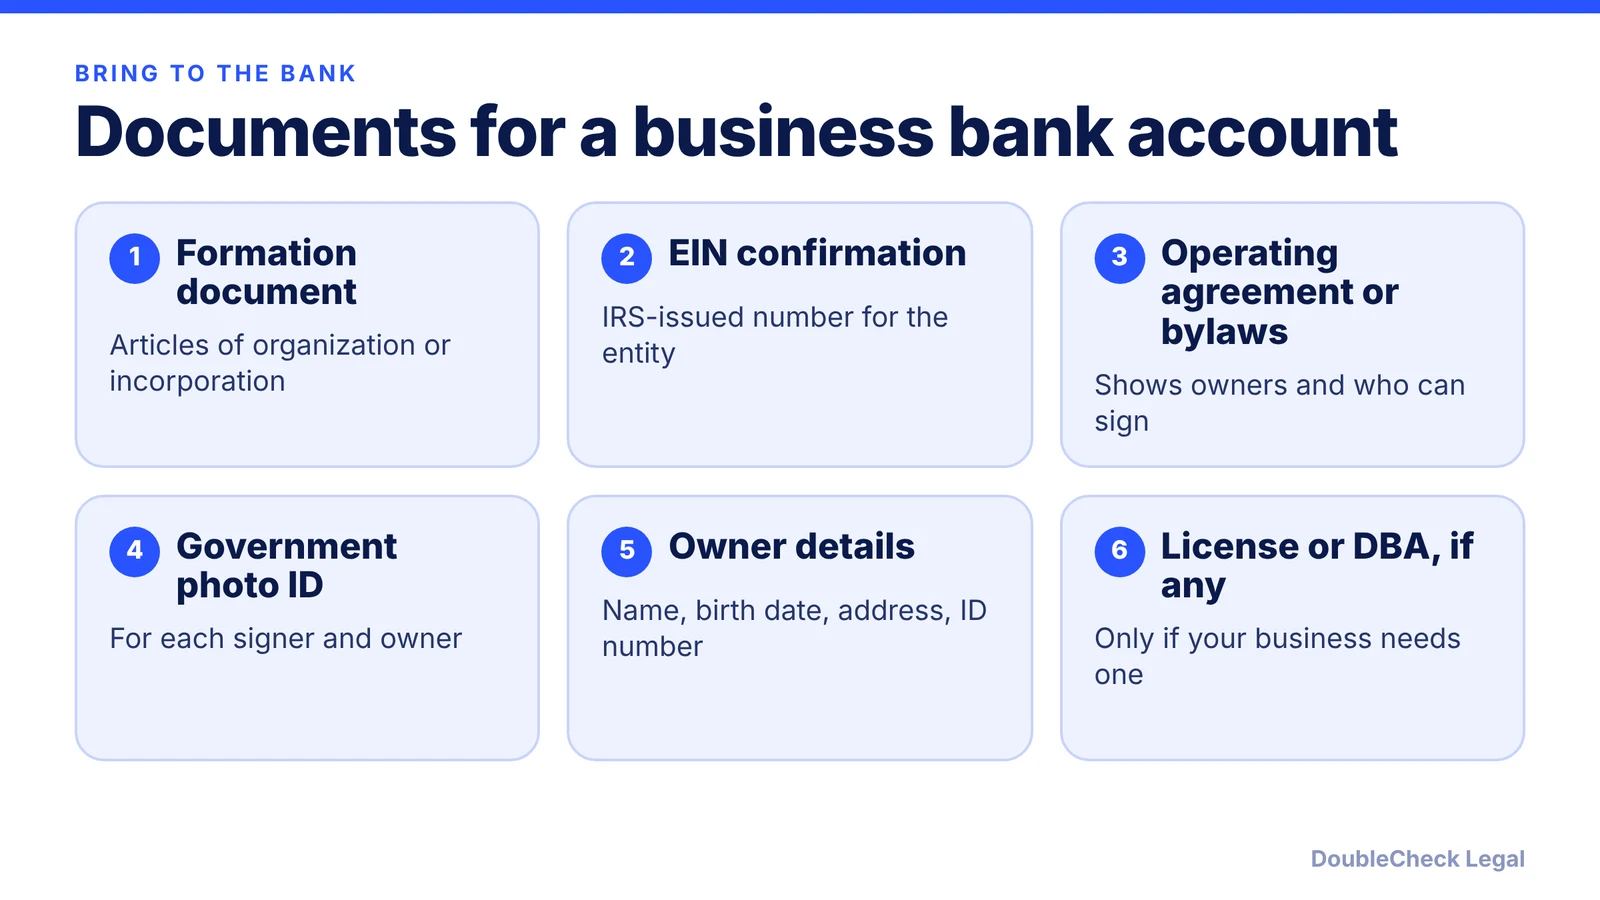 BRING TO THE BANK
Documents for a business bank account
1
Formation
document
Articles of organization or
incorporation
2
EIN confirmation
IRS-issued number for the
entity
3
Operating
agreement or
bylaws
Shows owners and who can
sign
4
Government
photo ID
For each signer and owner
5
Owner details
Name, birth date, address, ID
number
6
License or DBA, if
any
Only if your business needs
one
DoubleCheck Legal